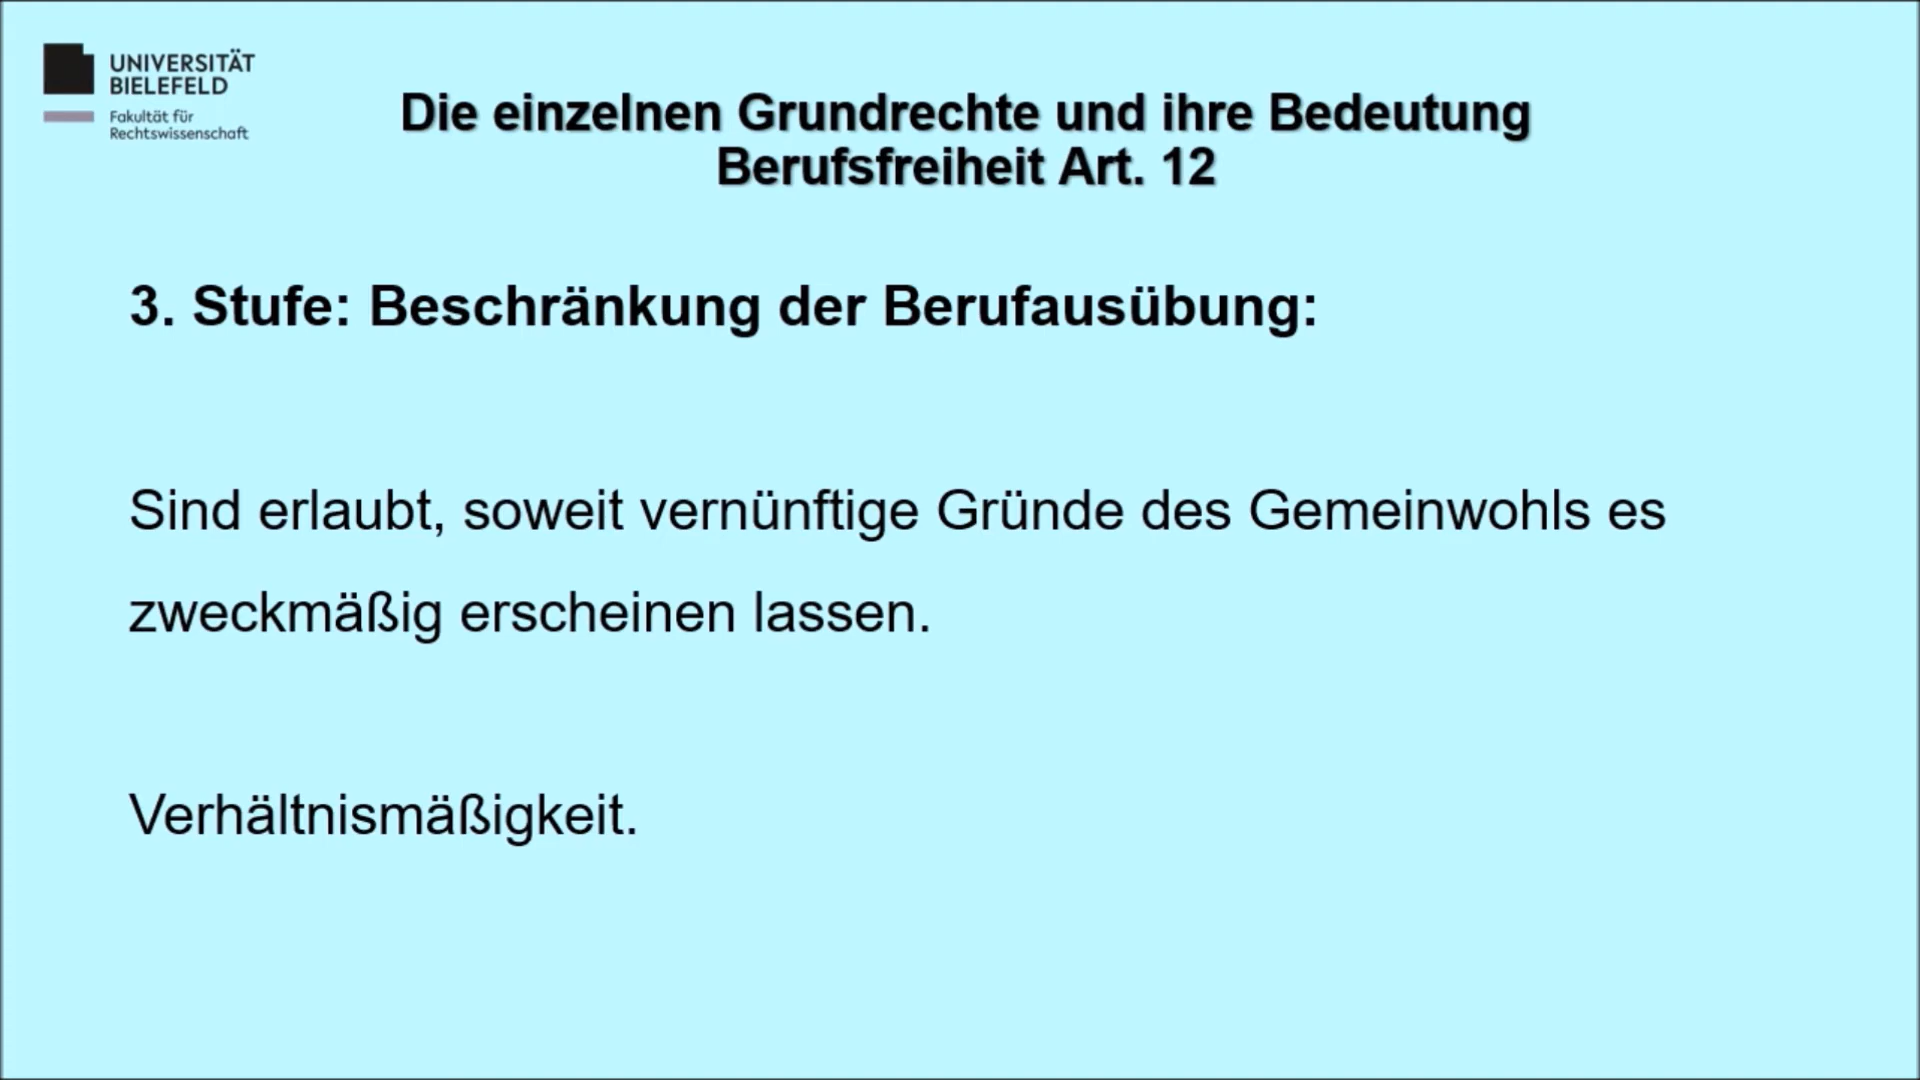 UNIVERSITÄT
BIELEFELD
Fakultät für
Rechtswissenschaft
Die einzelnen Grundrechte und ihre Bedeutung
Berufsfreiheit Art. 12
3. Stufe: Beschränkung der Berufausübung:
Sind erlaubt, soweit vernünftige Gründe des Gemeinwohls es
zweckmäßig erscheinen lassen.
Verhältnismäßigkeit.